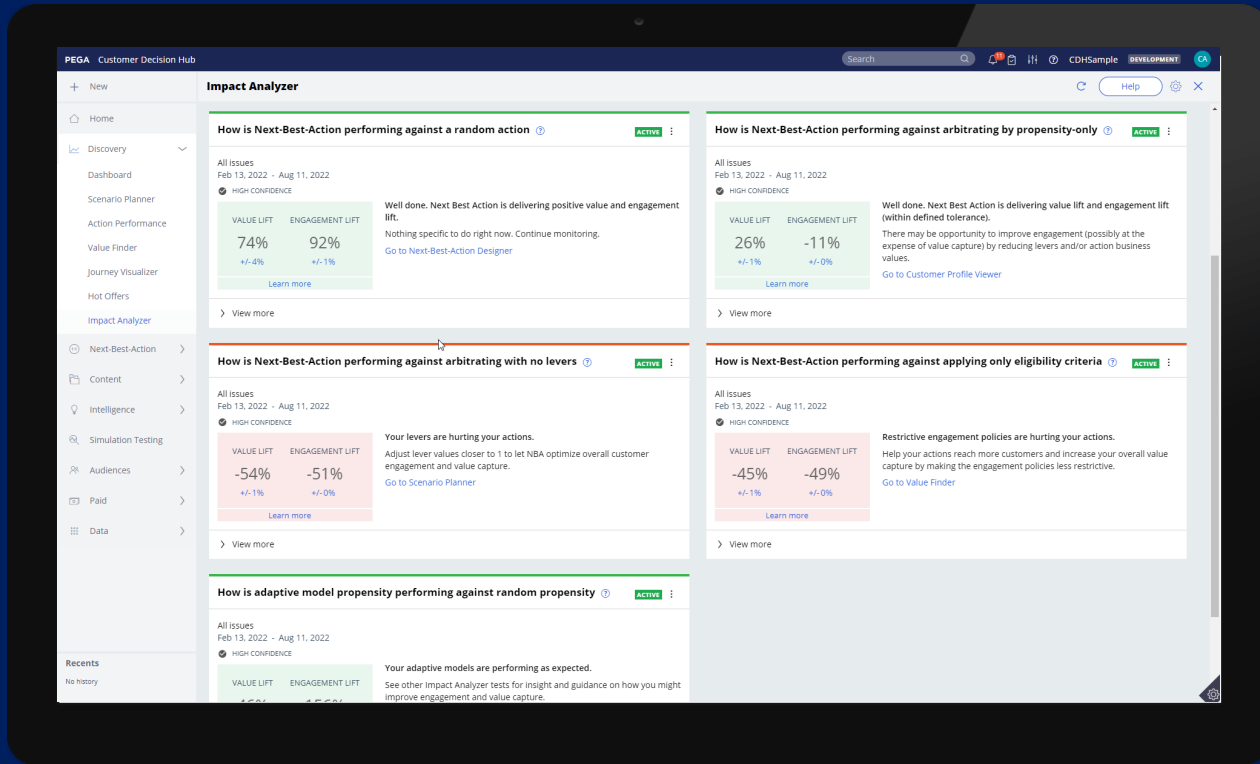 PEGA Customer Decision Hub
Search
11
CDHSample
DEVELOPMENT
CA
New
Impact Analyzer
Help
Home
Discovery
Dashboard
Scenario Planner
Action Performance
Value Finder
Journey Visualizer
Hot Offers
Impact Analyzer
Next-Best-Action
Content
Intelligence
Simulation Testing
Audiences
Paid
Data
Recents
No history
How is Next-Best-Action performing against a random action
ACTIVE
All issues
Feb 13, 2022 - Aug 11, 2022
HIGH CONFIDENCE
VALUE LIFT ENGAGEMENT LIFT
74% 92%
+/-4% +/-1%
Learn more
Well done. Next Best Action is delivering positive value and engagement
lift.
Nothing specific to do right now. Continue monitoring.
Go to Next-Best-Action Designer
View more
How is Next-Best-Action performing against arbitrating by propensity-only
ACTIVE
All issues
Feb 13, 2022 - Aug 11, 2022
HIGH CONFIDENCE
VALUE LIFT ENGAGEMENT LIFT
26% -11%
+/-1% +/-0%
Learn more
Well done. Next Best Action is delivering value lift and engagement lift
(within defined tolerance).
There may be opportunity to improve engagement (possibly at the
expense of value capture) by reducing levers and/or action business
values.
Go to Customer Profile Viewer
View more
How is Next-Best-Action performing against arbitrating with no levers
ACTIVE
All issues
Feb 13, 2022 - Aug 11, 2022
HIGH CONFIDENCE
VALUE LIFT ENGAGEMENT LIFT
-54% -51%
+/-1% +/-0%
Learn more
Your levers are hurting your actions.
Adjust lever values closer to 1 to let NBA optimize overall customer
engagement and value capture.
Go to Scenario Planner
View more
How is Next-Best-Action performing against applying only eligibility criteria
ACTIVE
All issues
Feb 13, 2022 - Aug 11, 2022
HIGH CONFIDENCE
VALUE LIFT ENGAGEMENT LIFT
-45% -49%
+/-1% +/-0%
Learn more
Restrictive engagement policies are hurting your actions.
Help your actions reach more customers and increase your overall value
capture by making the engagement policies less restrictive.
Go to Value Finder
View more
How is adaptive model propensity performing against random propensity
ACTIVE
All issues
Feb 13, 2022 - Aug 11, 2022
HIGH CONFIDENCE
VALUE LIFT ENGAGEMENT LIFT
Your adaptive models are performing as expected.
See other Impact Analyzer tests for insight and guidance on how you might
improve engagement and value capture.